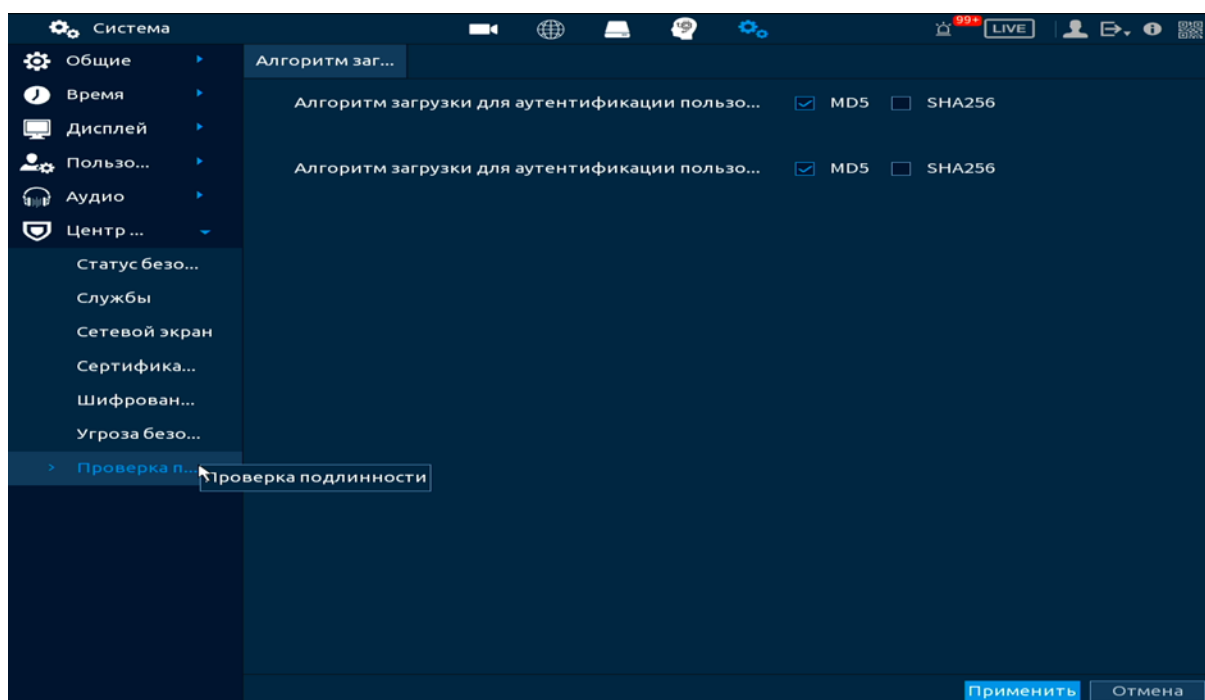 Система
99+
LIVE
Общие
Алгоритм заг...
Время
Алгоритм загрузки для аутентификации пользо...
MD5
SHA256
Дисплей
Пользо...
Алгоритм загрузки для аутентификации пользо...
MD5
SHA256
Аудио
Центр ...
Статус безо...
Службы
Сетевой экран
Сертифика...
Шифрован...
Угроза безо...
Проверка п...
Проверка подлинности
Применить
Отмена